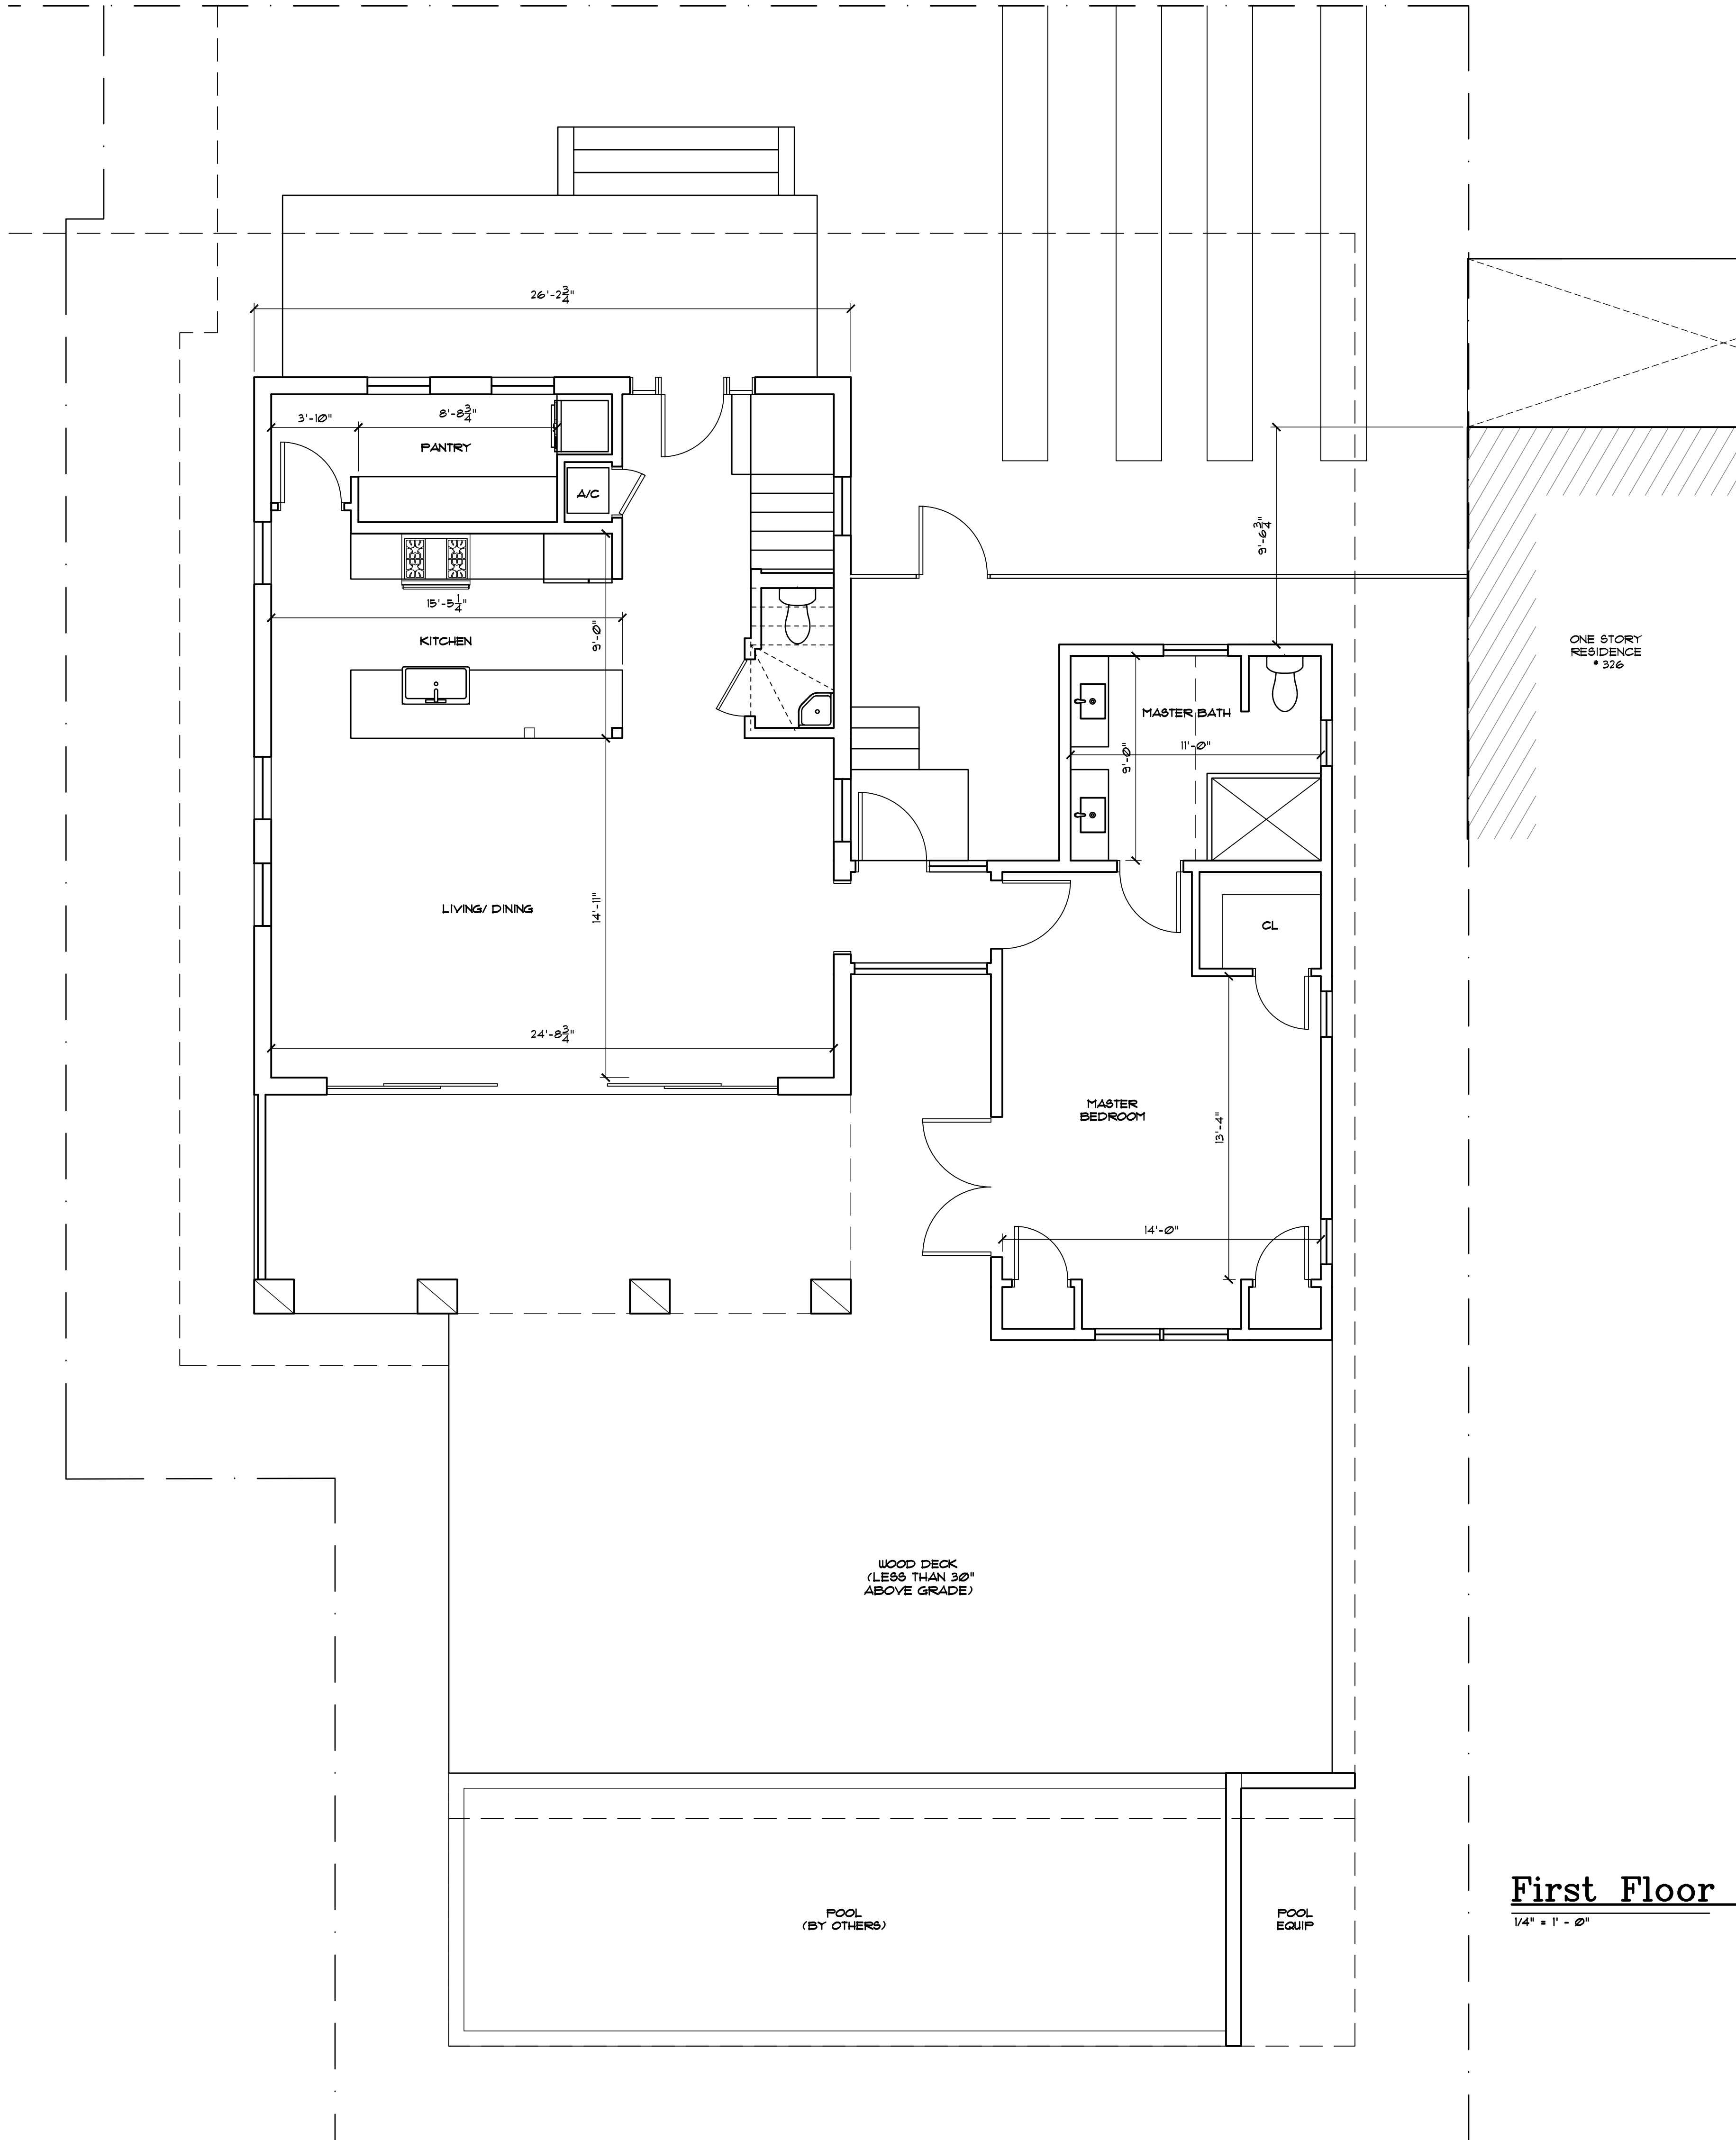 26'-2 3/4"
3'-10"
8'-8 3/4"
PANTRY
A/C
9'-6 3/4"
15'-5 1/4"
KITCHEN
9'-0"
ONE STORY
RESIDENCE
# 326
MASTER BATH
11'-0"
9'-0"
LIVING/ DINING
14'-11"
CL
24'-8 3/4"
MASTER
BEDROOM
13'-4"
14'-0"
WOOD DECK
(LESS THAN 30"
ABOVE GRADE)
POOL
(BY OTHERS)
POOL
EQUIP
First Floor
1/4" = 1' - 0"